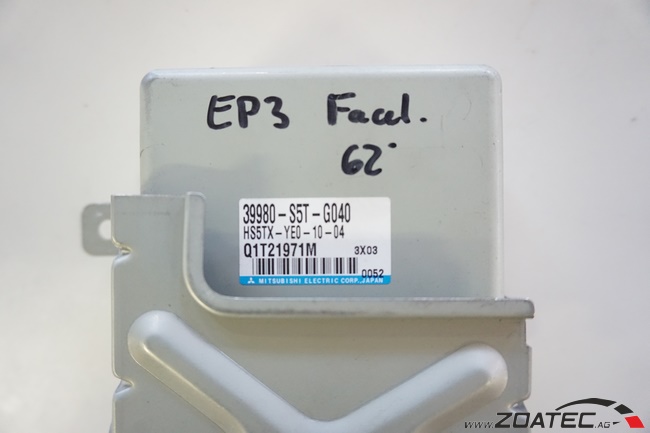 EP3 Facel.
62
39980-S5T-G040
HS5TX-YE0-10-04
Q1T21971M 3X03
0052
MITSUBISHI ELECTRIC CORP. JAPAN
WWW.ZOATEC.AG